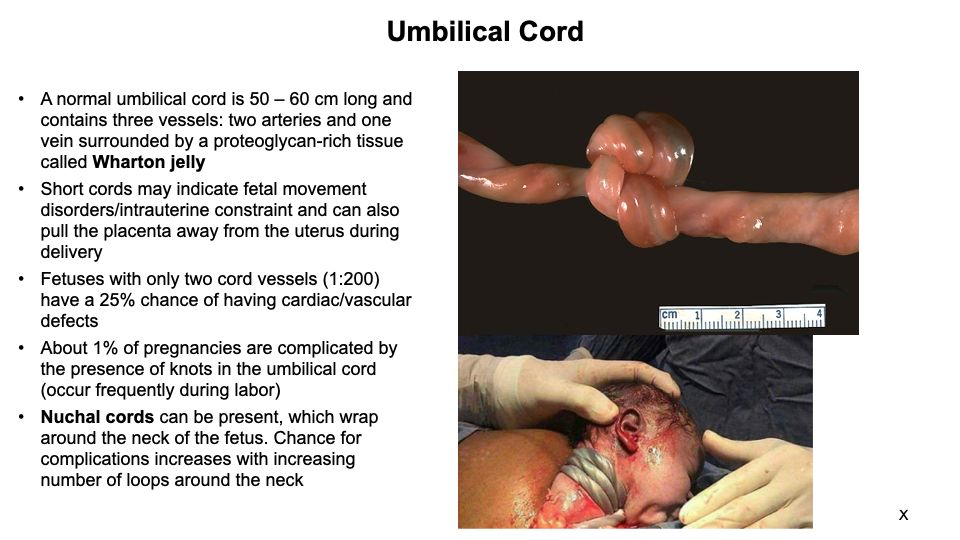 Umbilical Cord
• A normal umbilical cord is 50 – 60 cm long and
contains three vessels: two arteries and one
vein surrounded by a proteoglycan-rich tissue
called Wharton jelly
• Short cords may indicate fetal movement
disorders/intrauterine constraint and can also
pull the placenta away from the uterus during
delivery
• Fetuses with only two cord vessels (1:200)
have a 25% chance of having cardiac/vascular
defects
• About 1% of pregnancies are complicated by
the presence of knots in the umbilical cord
(occur frequently during labor)
• Nuchal cords can be present, which wrap
around the neck of the fetus. Chance for
complications increases with increasing
number of loops around the neck
cm 1 2 3 4
x